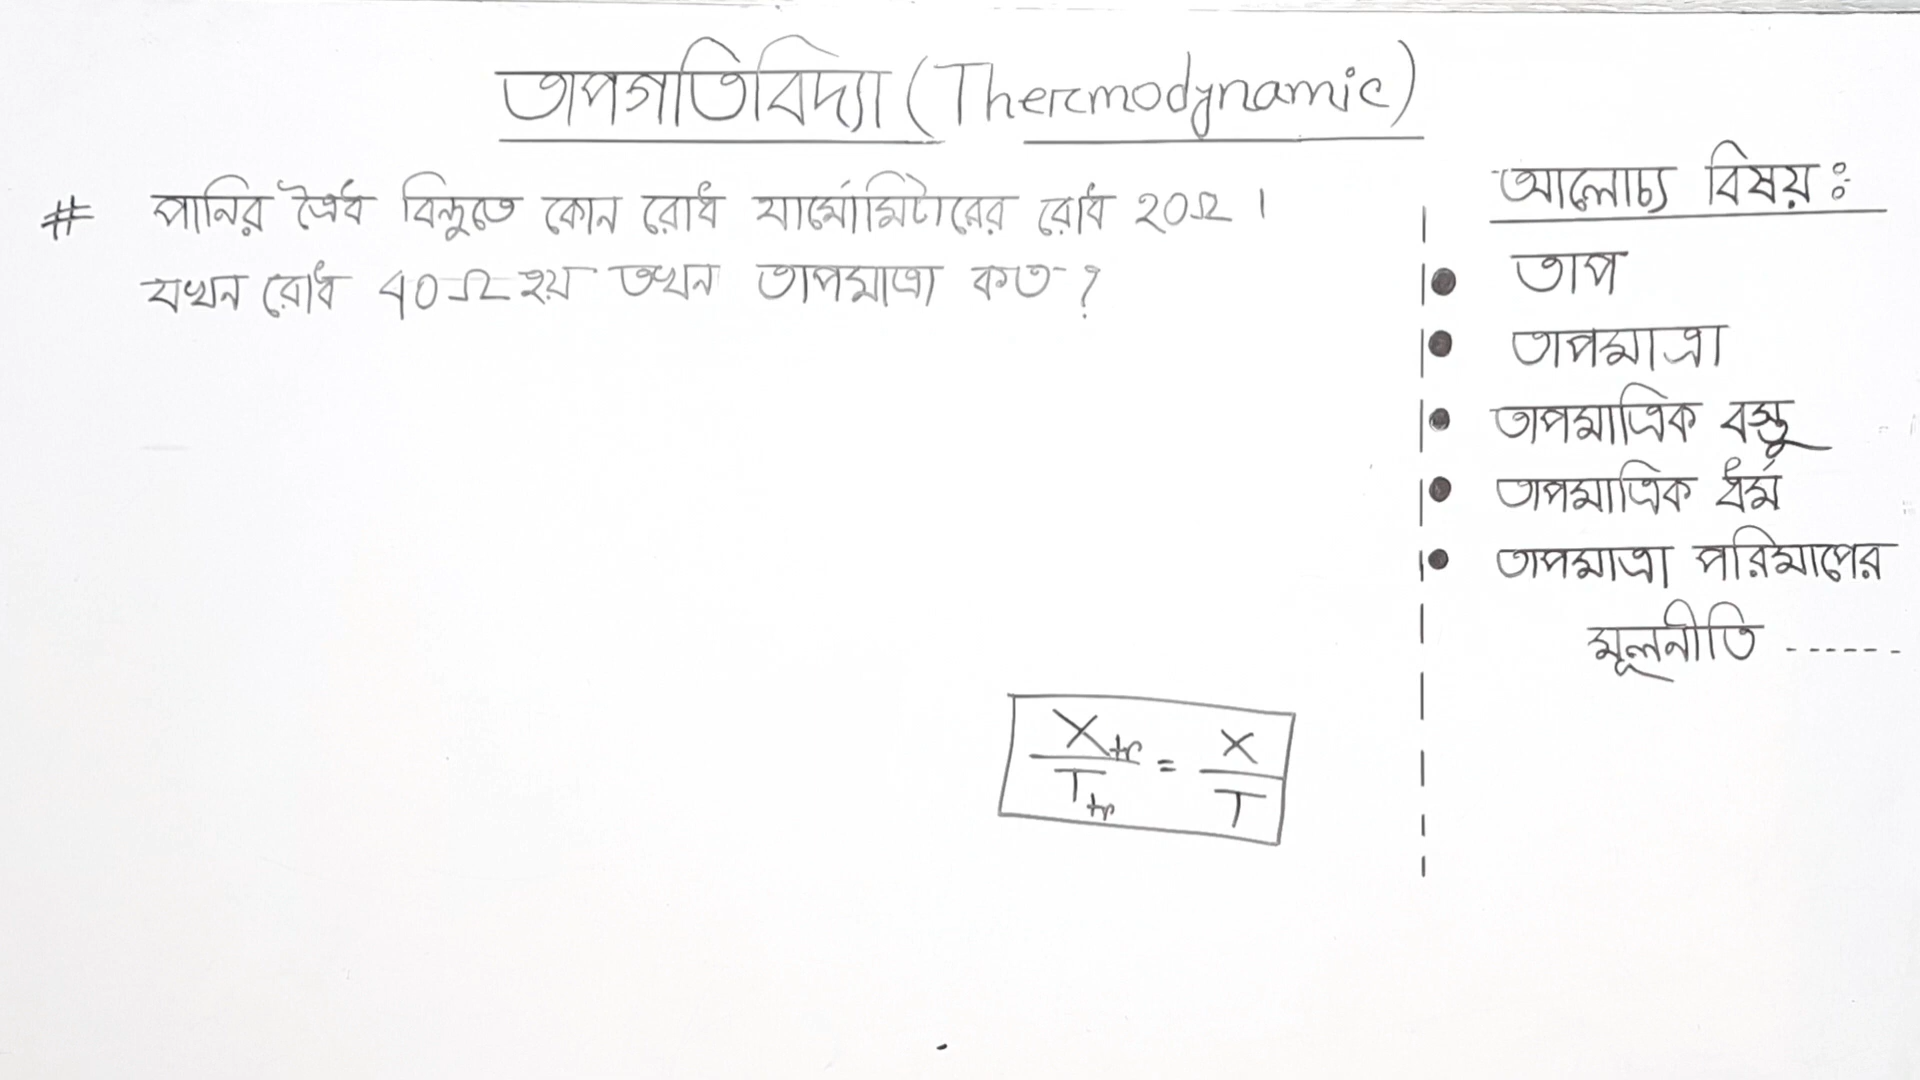 তাপগতিবিদ্যা (Thermodynamic)
# পানির ত্রৈধ বিন্দুতে কোন রোধ থার্মোমিটারের রোধ 20Ω ।
যখন রোধ 40Ω হয় তখন তাপমাত্রা কত ?
X_tr / T_tr = X / T
আলোচ্য বিষয় :
• তাপ
• তাপমাত্রা
• তাপমাত্রিক বস্তু
• তাপমাত্রিক ধর্ম
• তাপমাত্রা পরিমাপের
মূলনীতি ------